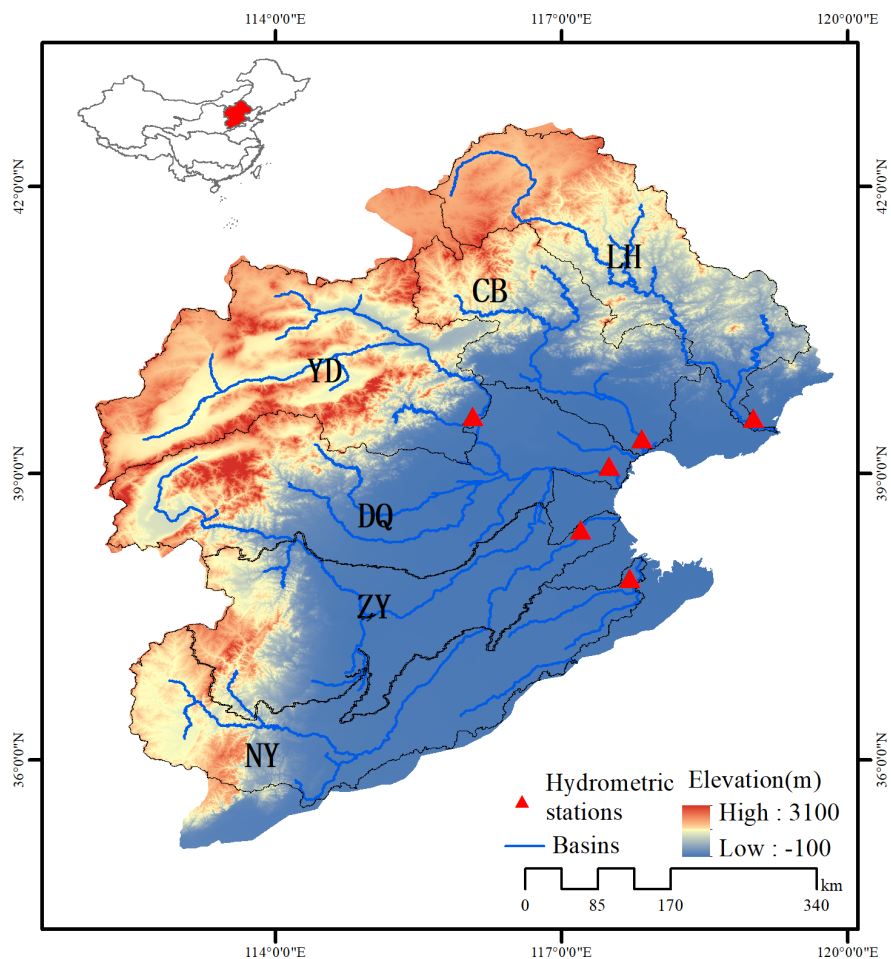 114°0'0"E 117°0'0"E 120°0'0"E
42°0'0"N 42°0'0"N
LH
CB
YD
39°0'0"N 39°0'0"N
DQ
ZY
NY
36°0'0"N 36°0'0"N
Hydrometric
stations
Basins
Elevation(m)
High : 3100
Low : -100
km
0 85 170 340
114°0'0"E 117°0'0"E 120°0'0"E